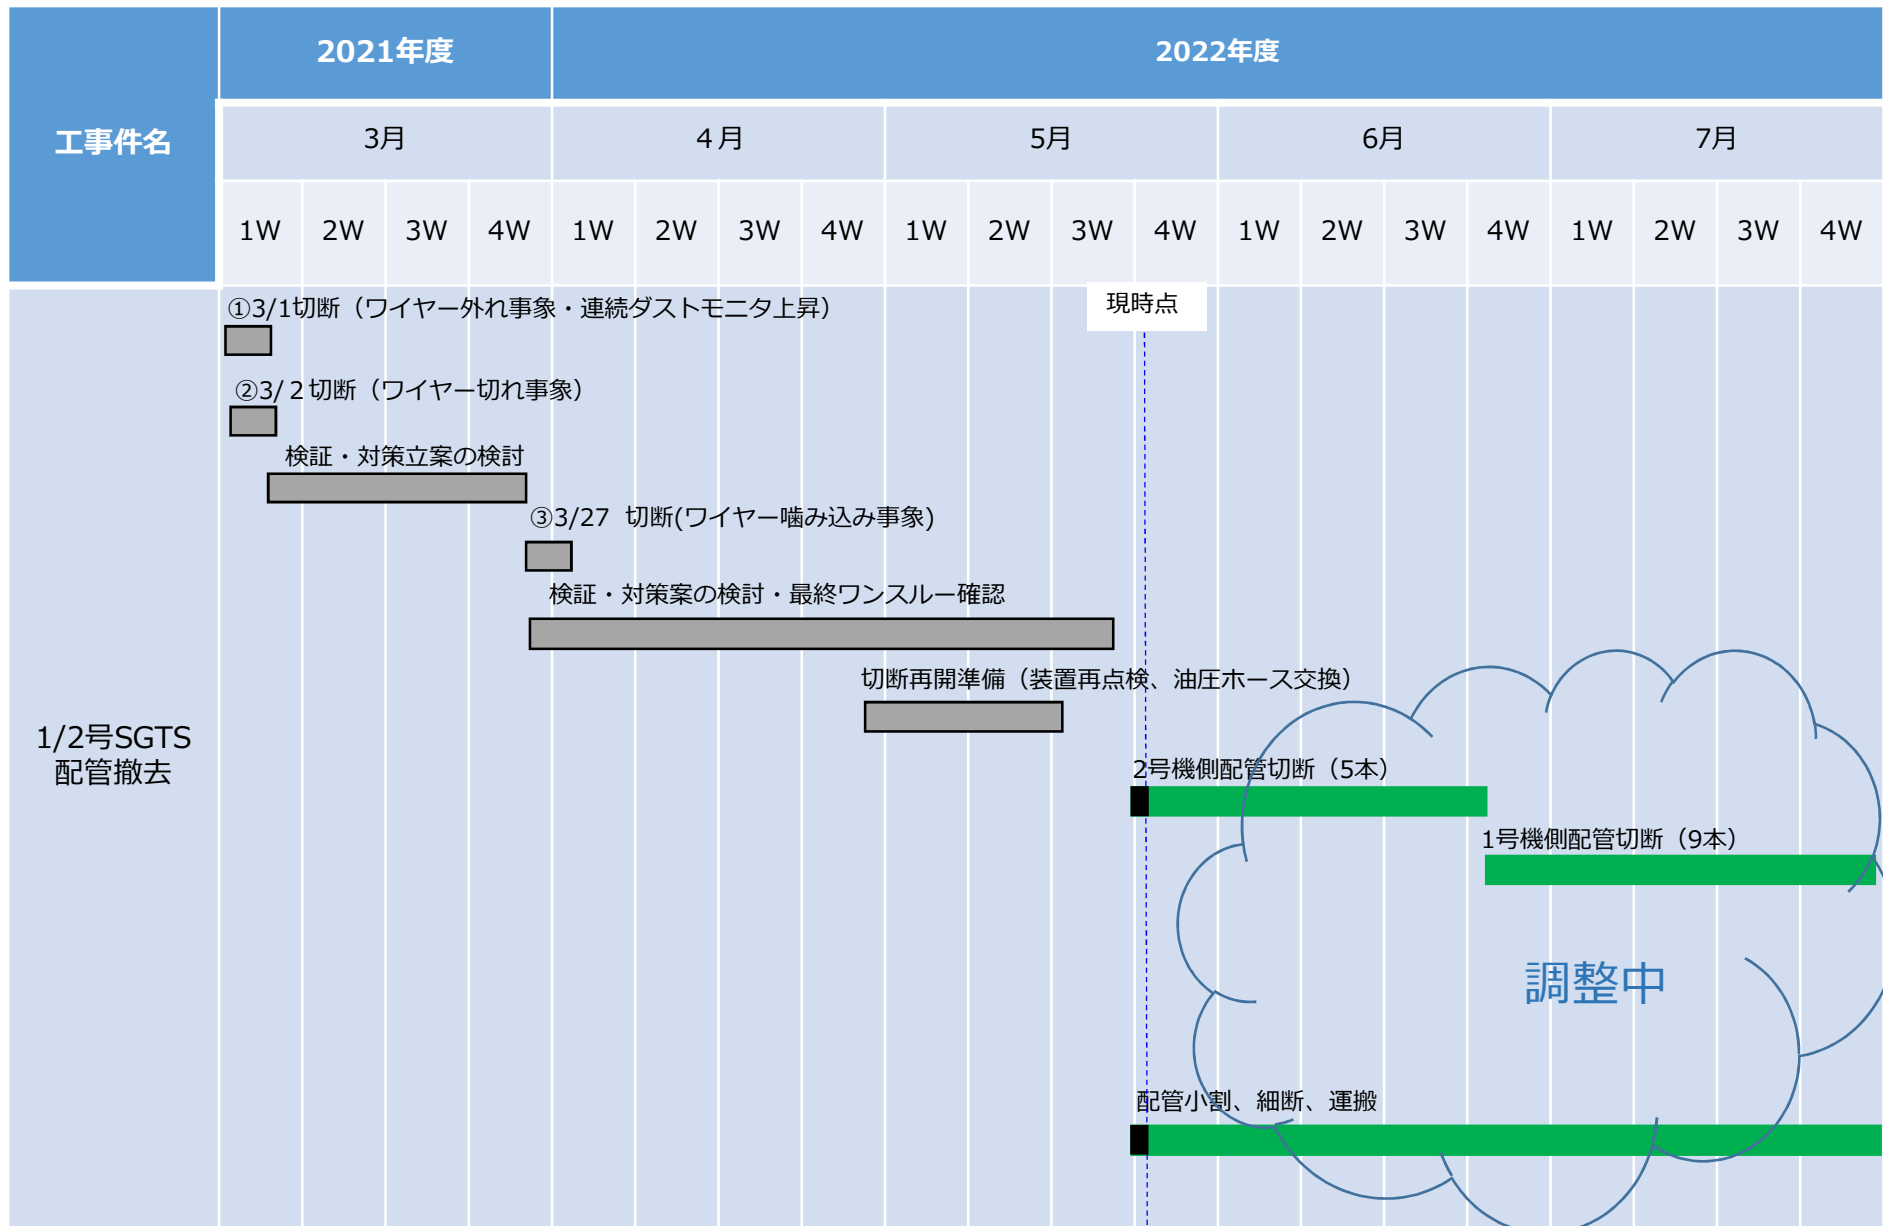 2021年度
2022年度
工事件名
3月
４月
5月
6月
7月
1W 2W 3W 4W 1W 2W 3W 4W 1W 2W 3W 4W 1W 2W 3W 4W 1W 2W 3W 4W
①3/1切断（ワイヤー外れ事象・連続ダストモニタ上昇）
現時点
②3/２切断（ワイヤー切れ事象）
検証・対策立案の検討
③3/27 切断(ワイヤー噛み込み事象)
検証・対策案の検討・最終ワンスルー確認
切断再開準備（装置再点検、油圧ホース交換）
1/2号SGTS
配管撤去
2号機側配管切断（5本）
1号機側配管切断（9本）
調整中
配管小割、細断、運搬